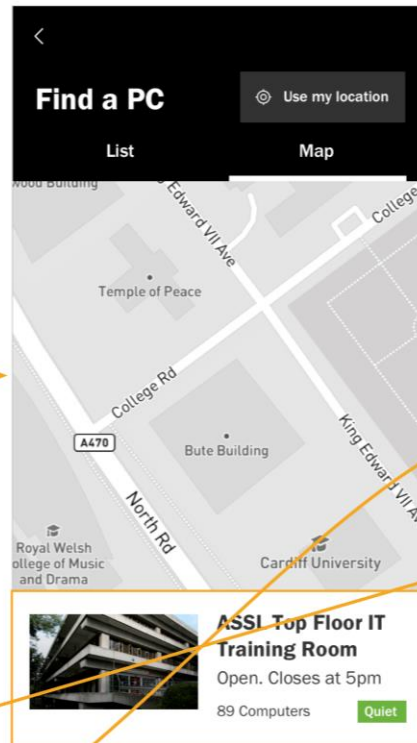 Find a PC
Use my location
List
Map
wood Building
King Edward VII Ave
College
Temple of Peace
College Rd
A470
Bute Building
King Edward VII Av
North Rd
Royal Welsh
ollege of Music
and Drama
Cardiff University
ASSL Top Floor IT
Training Room
Open. Closes at 5pm
89 Computers
Quiet